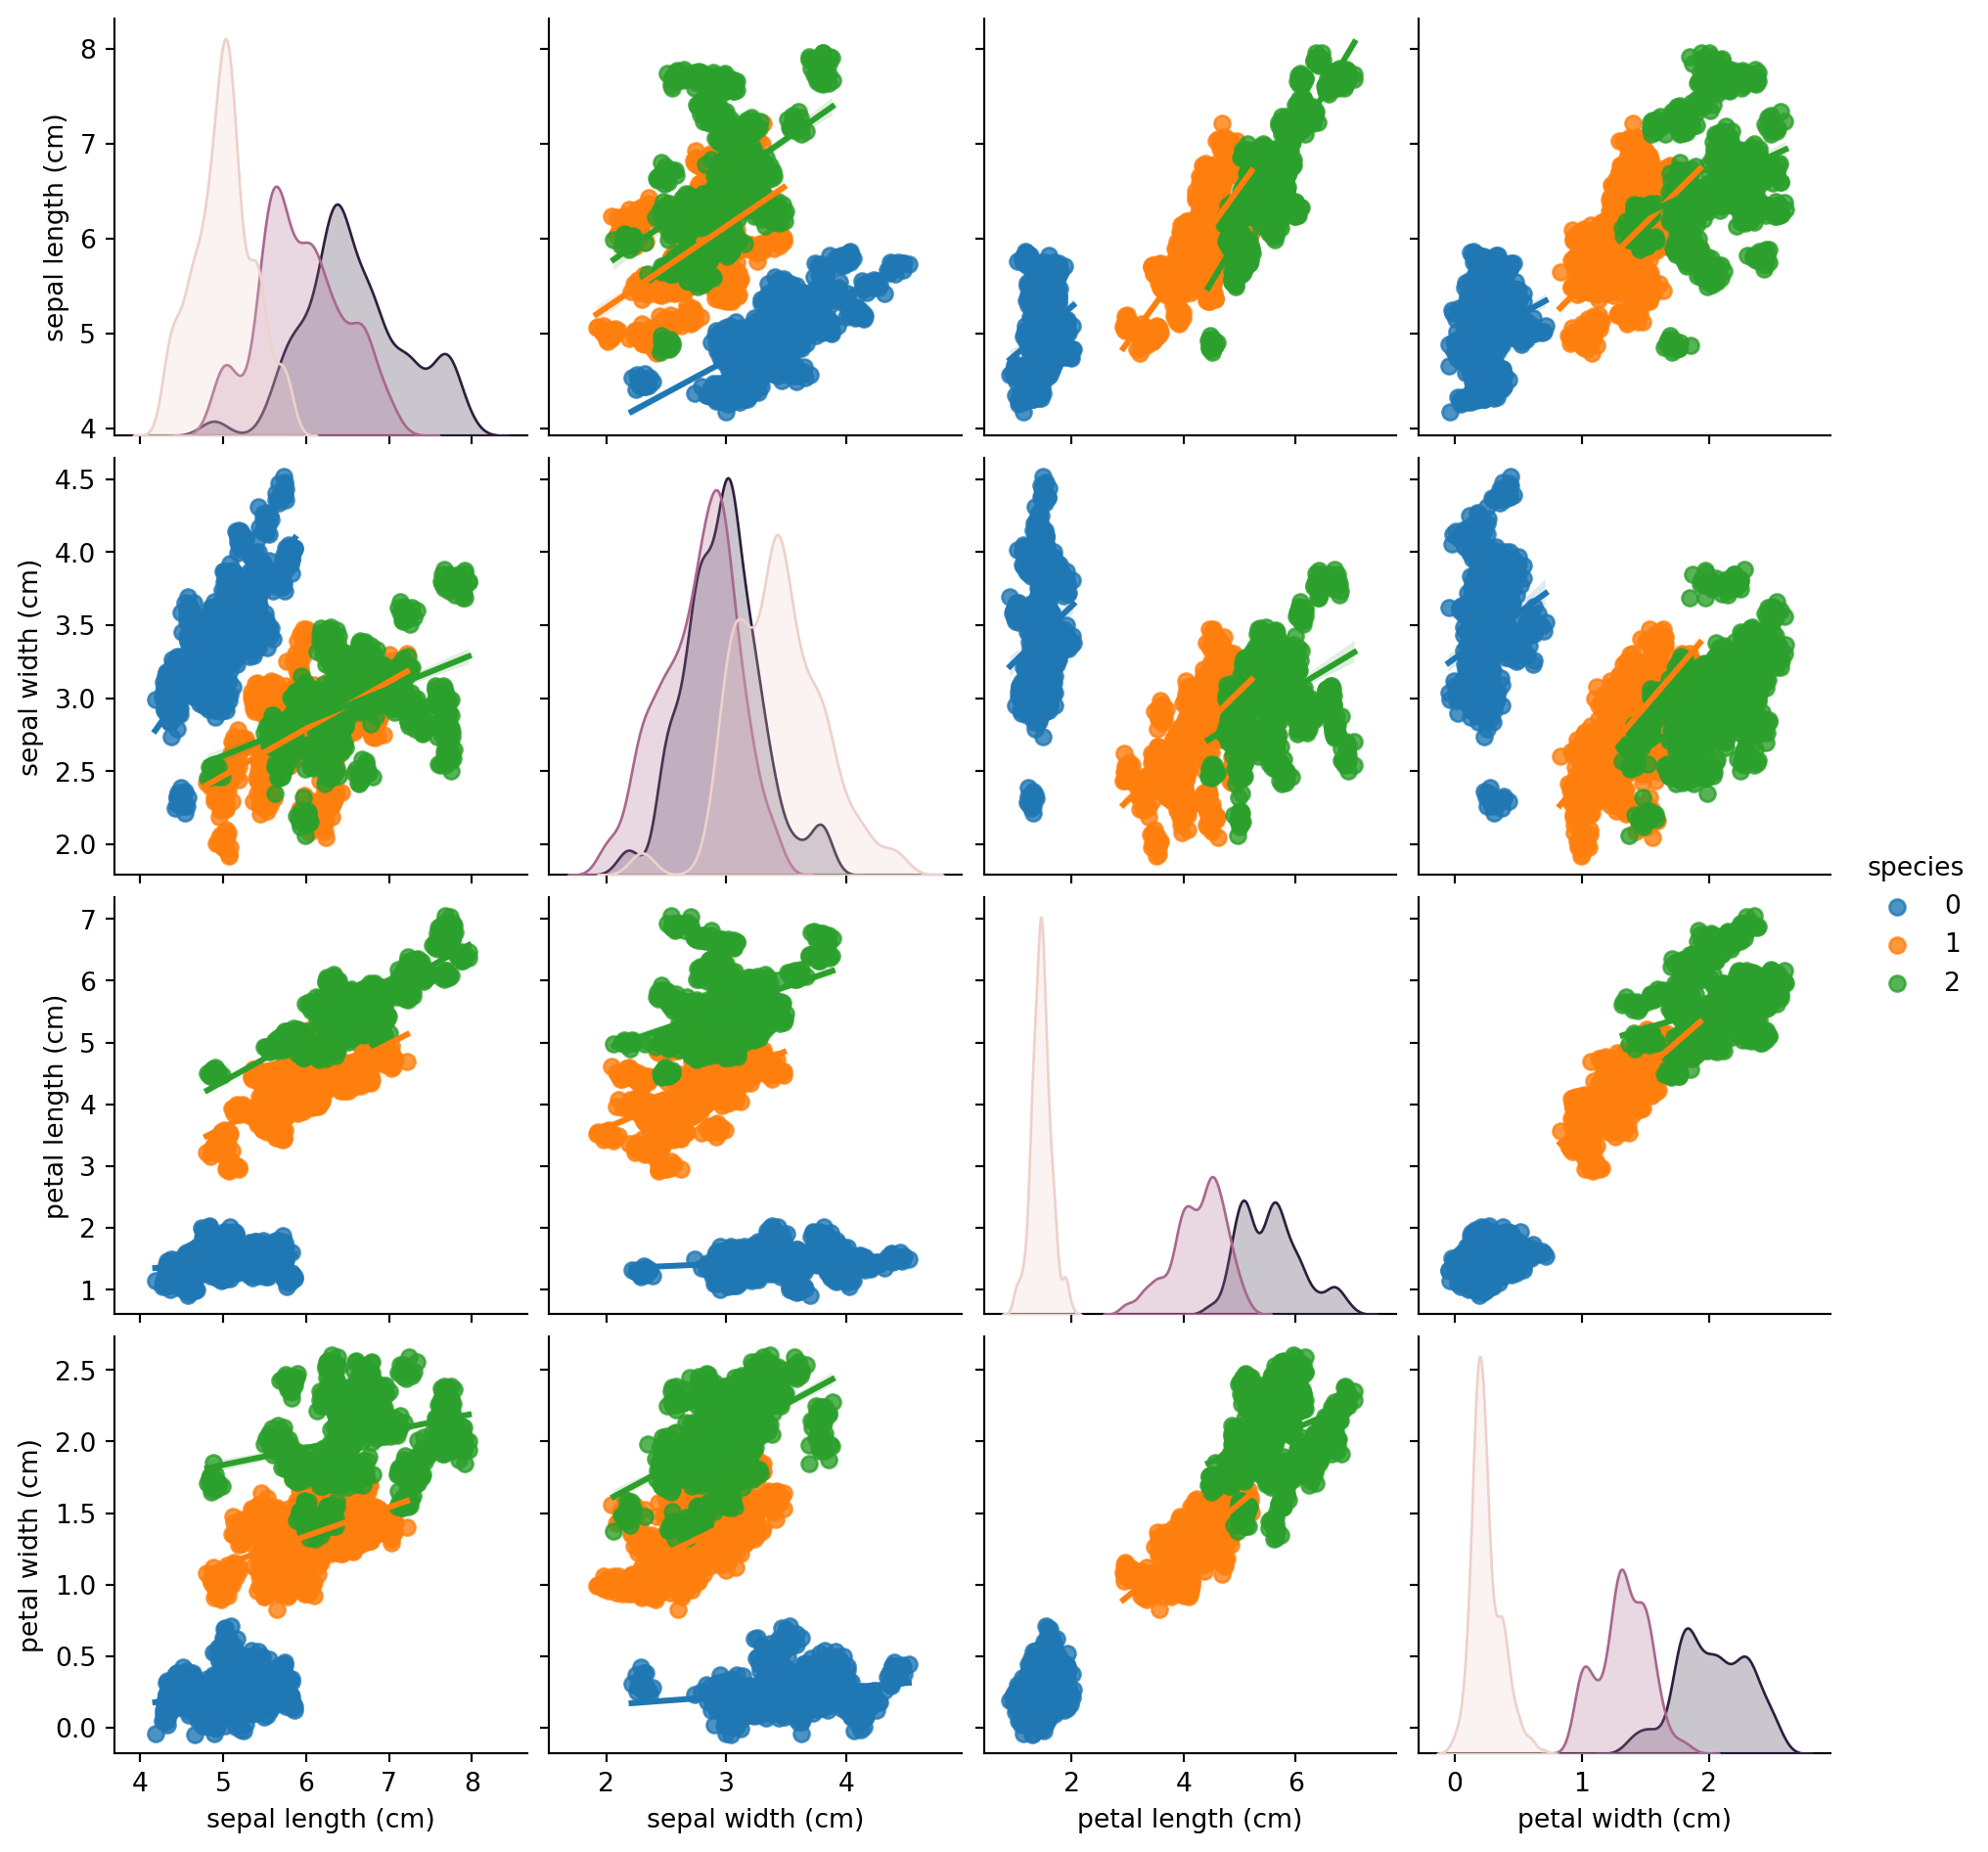 8
7
6
5
4
sepal length (cm)
4.5
4.0
3.5
3.0
2.5
2.0
sepal width (cm)
species
0
1
2
7
6
5
4
3
2
1
petal length (cm)
2.5
2.0
1.5
1.0
0.5
0.0
petal width (cm)
4 5 6 7 8
2 3 4
2 4 6
0 1 2
sepal length (cm)
sepal width (cm)
petal length (cm)
petal width (cm)